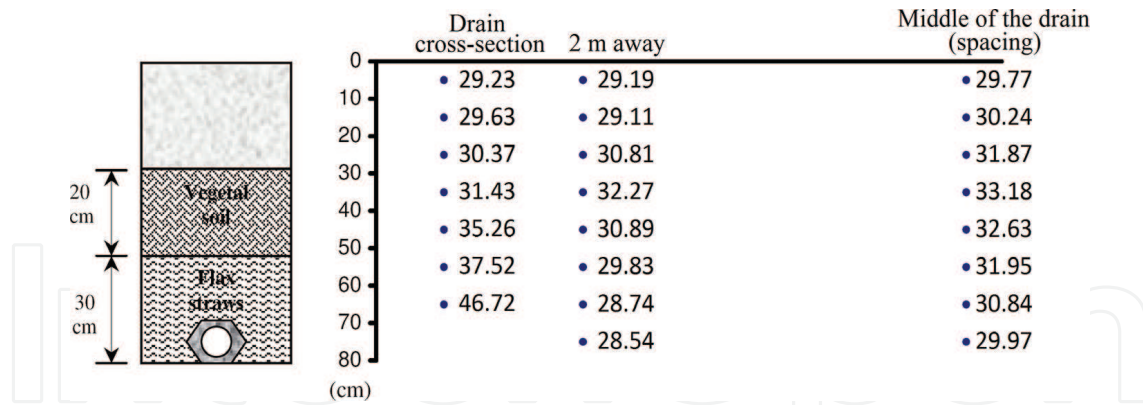 Drain
cross-section
2 m away
Middle of the drain
(spacing)
0
29.23
29.19
29.77
10
29.63
29.11
30.24
20
30.37
30.81
31.87
30
20
cm
Vegetal
soil
31.43
32.27
33.18
40
35.26
30.89
32.63
50
37.52
29.83
31.95
30
cm
Flax
straws
60
46.72
28.74
30.84
70
28.54
29.97
80
(cm)